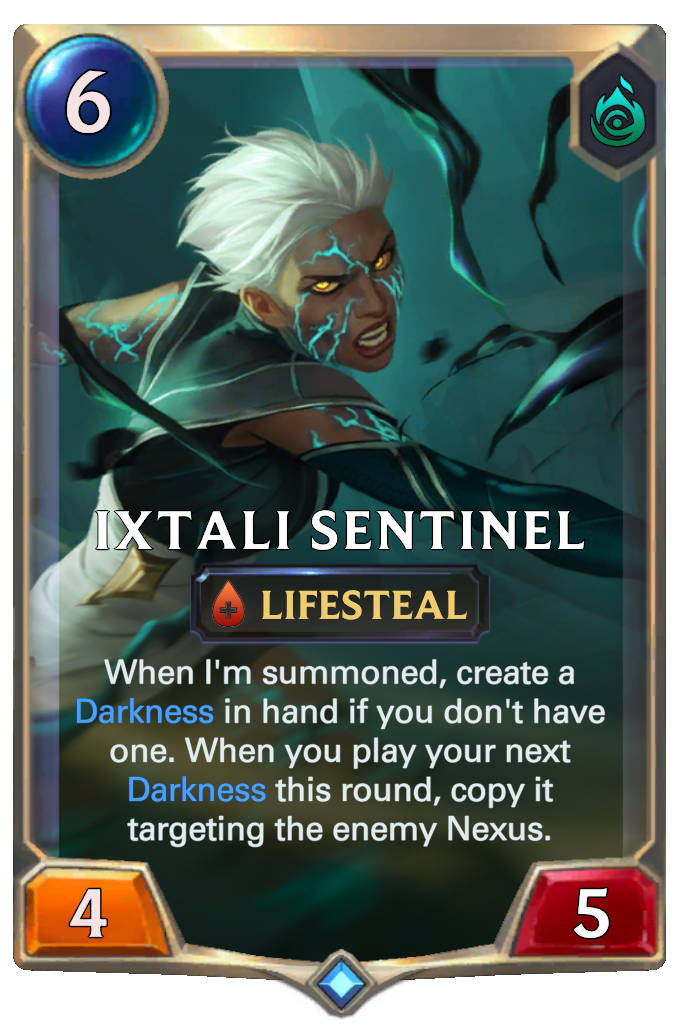 6
IXTALI SENTINEL
LIFESTEAL
When I'm summoned, create a
Darkness in hand if you don't have
one. When you play your next
Darkness this round, copy it
targeting the enemy Nexus.
4
5